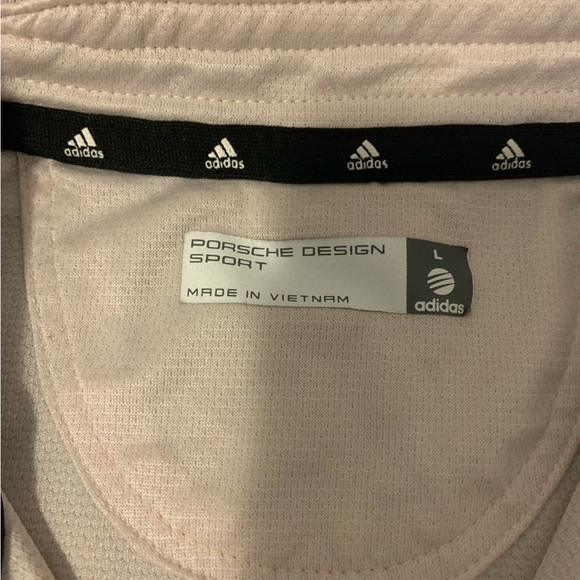 adidas adidas adidas adidas
PORSCHE DESIGN
SPORT
MADE IN VIETNAM
L
adidas